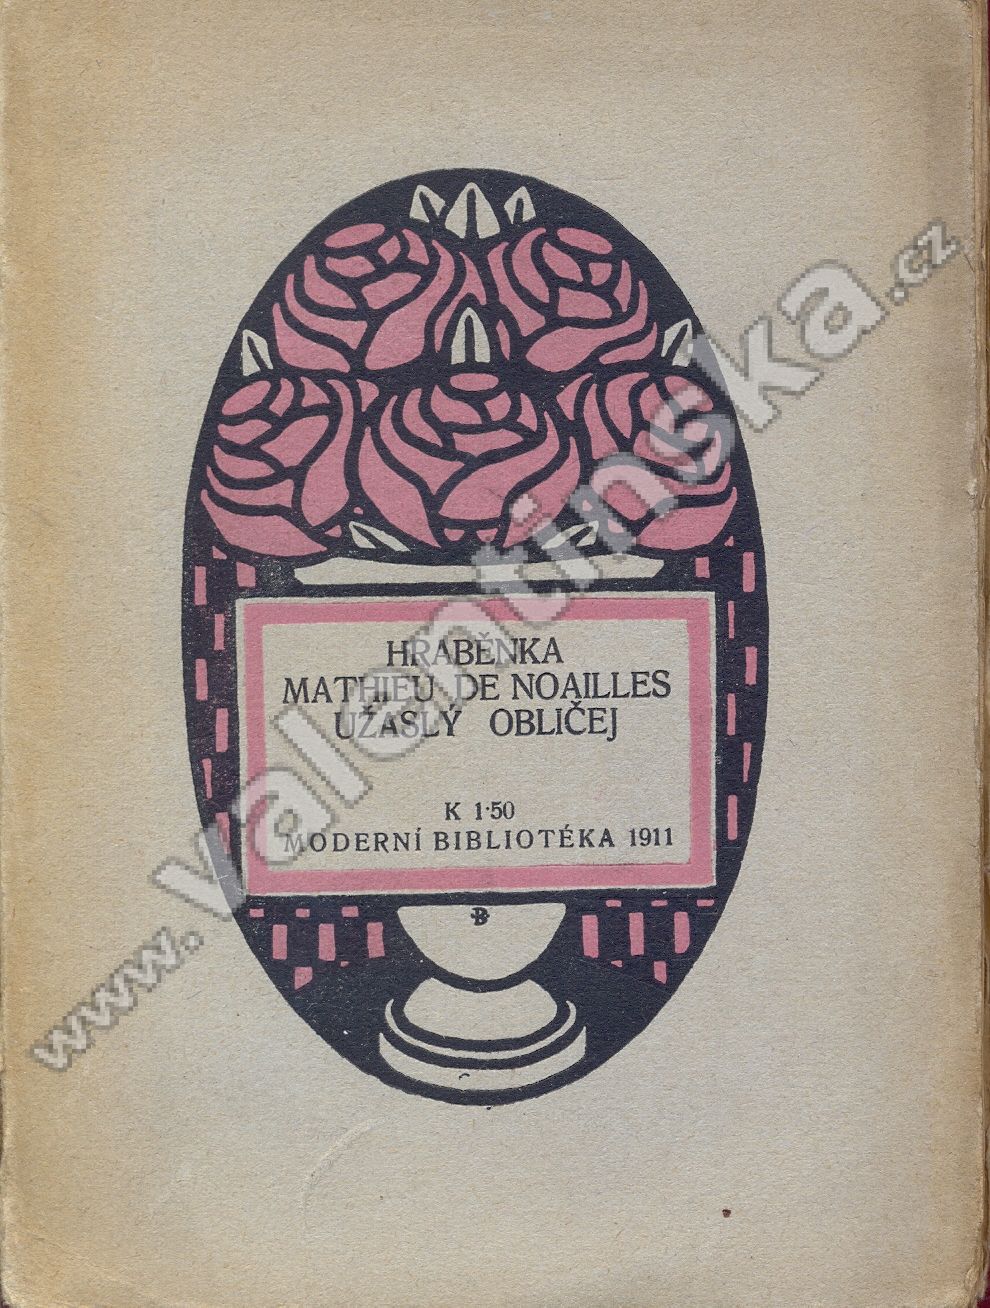 HRABĚNKA
MATHIEU DE NOAILLES
UŽASLÝ OBLIČEJ
K 1·50
MODERNÍ BIBLIOTÉKA 1911
B
www.valentinska.cz